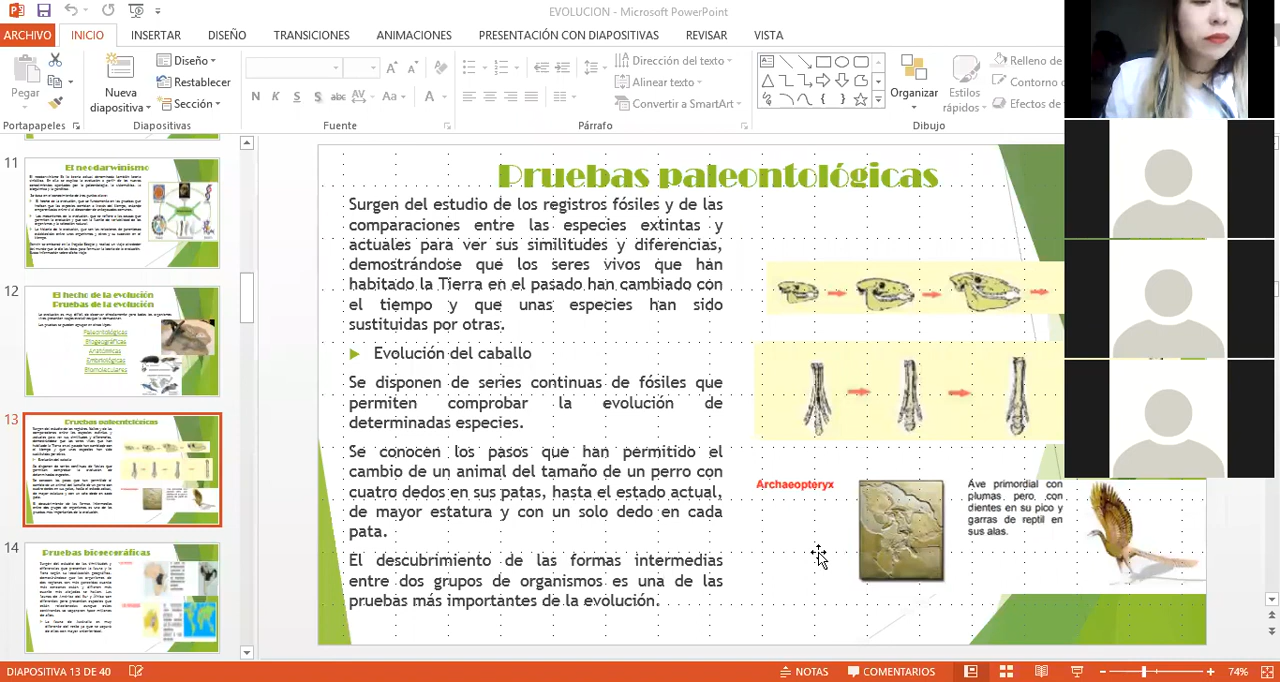 EVOLUCION - Microsoft PowerPoint
ARCHIVO INICIO INSERTAR DISEÑO TRANSICIONES ANIMACIONES PRESENTACIÓN CON DIAPOSITIVAS REVISAR VISTA
Pegar
Nueva
diapositiva
Diseño
Restablecer
Sección
N K S S abc AV Aa A
Dirección del texto
Alinear texto
Convertir a SmartArt
Organizar
Estilos
rápidos
Relleno de
Contorno
Efectos de
Portapapeles Diapositivas Fuente Párrafo Dibujo
11
El neodarwinismo
12
El hecho de la evolución
Pruebas de la evolución
Paleontológicas
Biogeográficas
Anatómicas
Embriológicas
Biomoleculares
13
Pruebas paleontológicas
14
Pruebas biogeográficas
Pruebas paleontológicas
Surgen del estudio de los registros fósiles y de las
comparaciones entre las especies extintas y
actuales para ver sus similitudes y diferencias,
demostrándose que los seres vivos que han
habitado la Tierra en el pasado han cambiado con
el tiempo y que unas especies han sido
sustituidas por otras.
Evolución del caballo
Se disponen de series continuas de fósiles que
permiten comprobar la evolución de
determinadas especies.
Se conocen los pasos que han permitido el
cambio de un animal del tamaño de un perro con
cuatro dedos en sus patas, hasta el estado actual,
de mayor estatura y con un solo dedo en cada
pata.
El descubrimiento de las formas intermedias
entre dos grupos de organismos es una de las
pruebas más importantes de la evolución.
Archaeopteryx
Ave primordial con
plumas pero con
dientes en su pico y
garras de reptil en
sus alas.
DIAPOSITIVA 13 DE 40
NOTAS
COMENTARIOS
74%